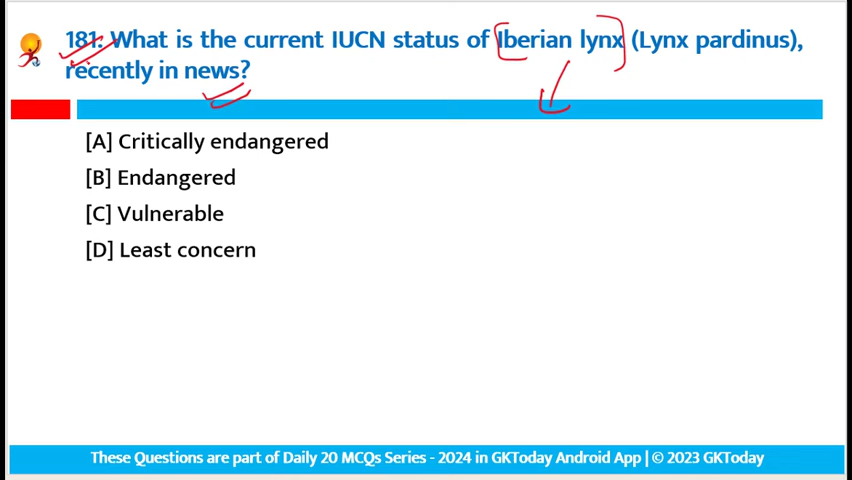 181. What is the current IUCN status of Iberian lynx (Lynx pardinus),
recently in news?
[A] Critically endangered
[B] Endangered
[C] Vulnerable
[D] Least concern
These Questions are part of Daily 20 MCQs Series - 2024 in GKToday Android App | © 2023 GKToday